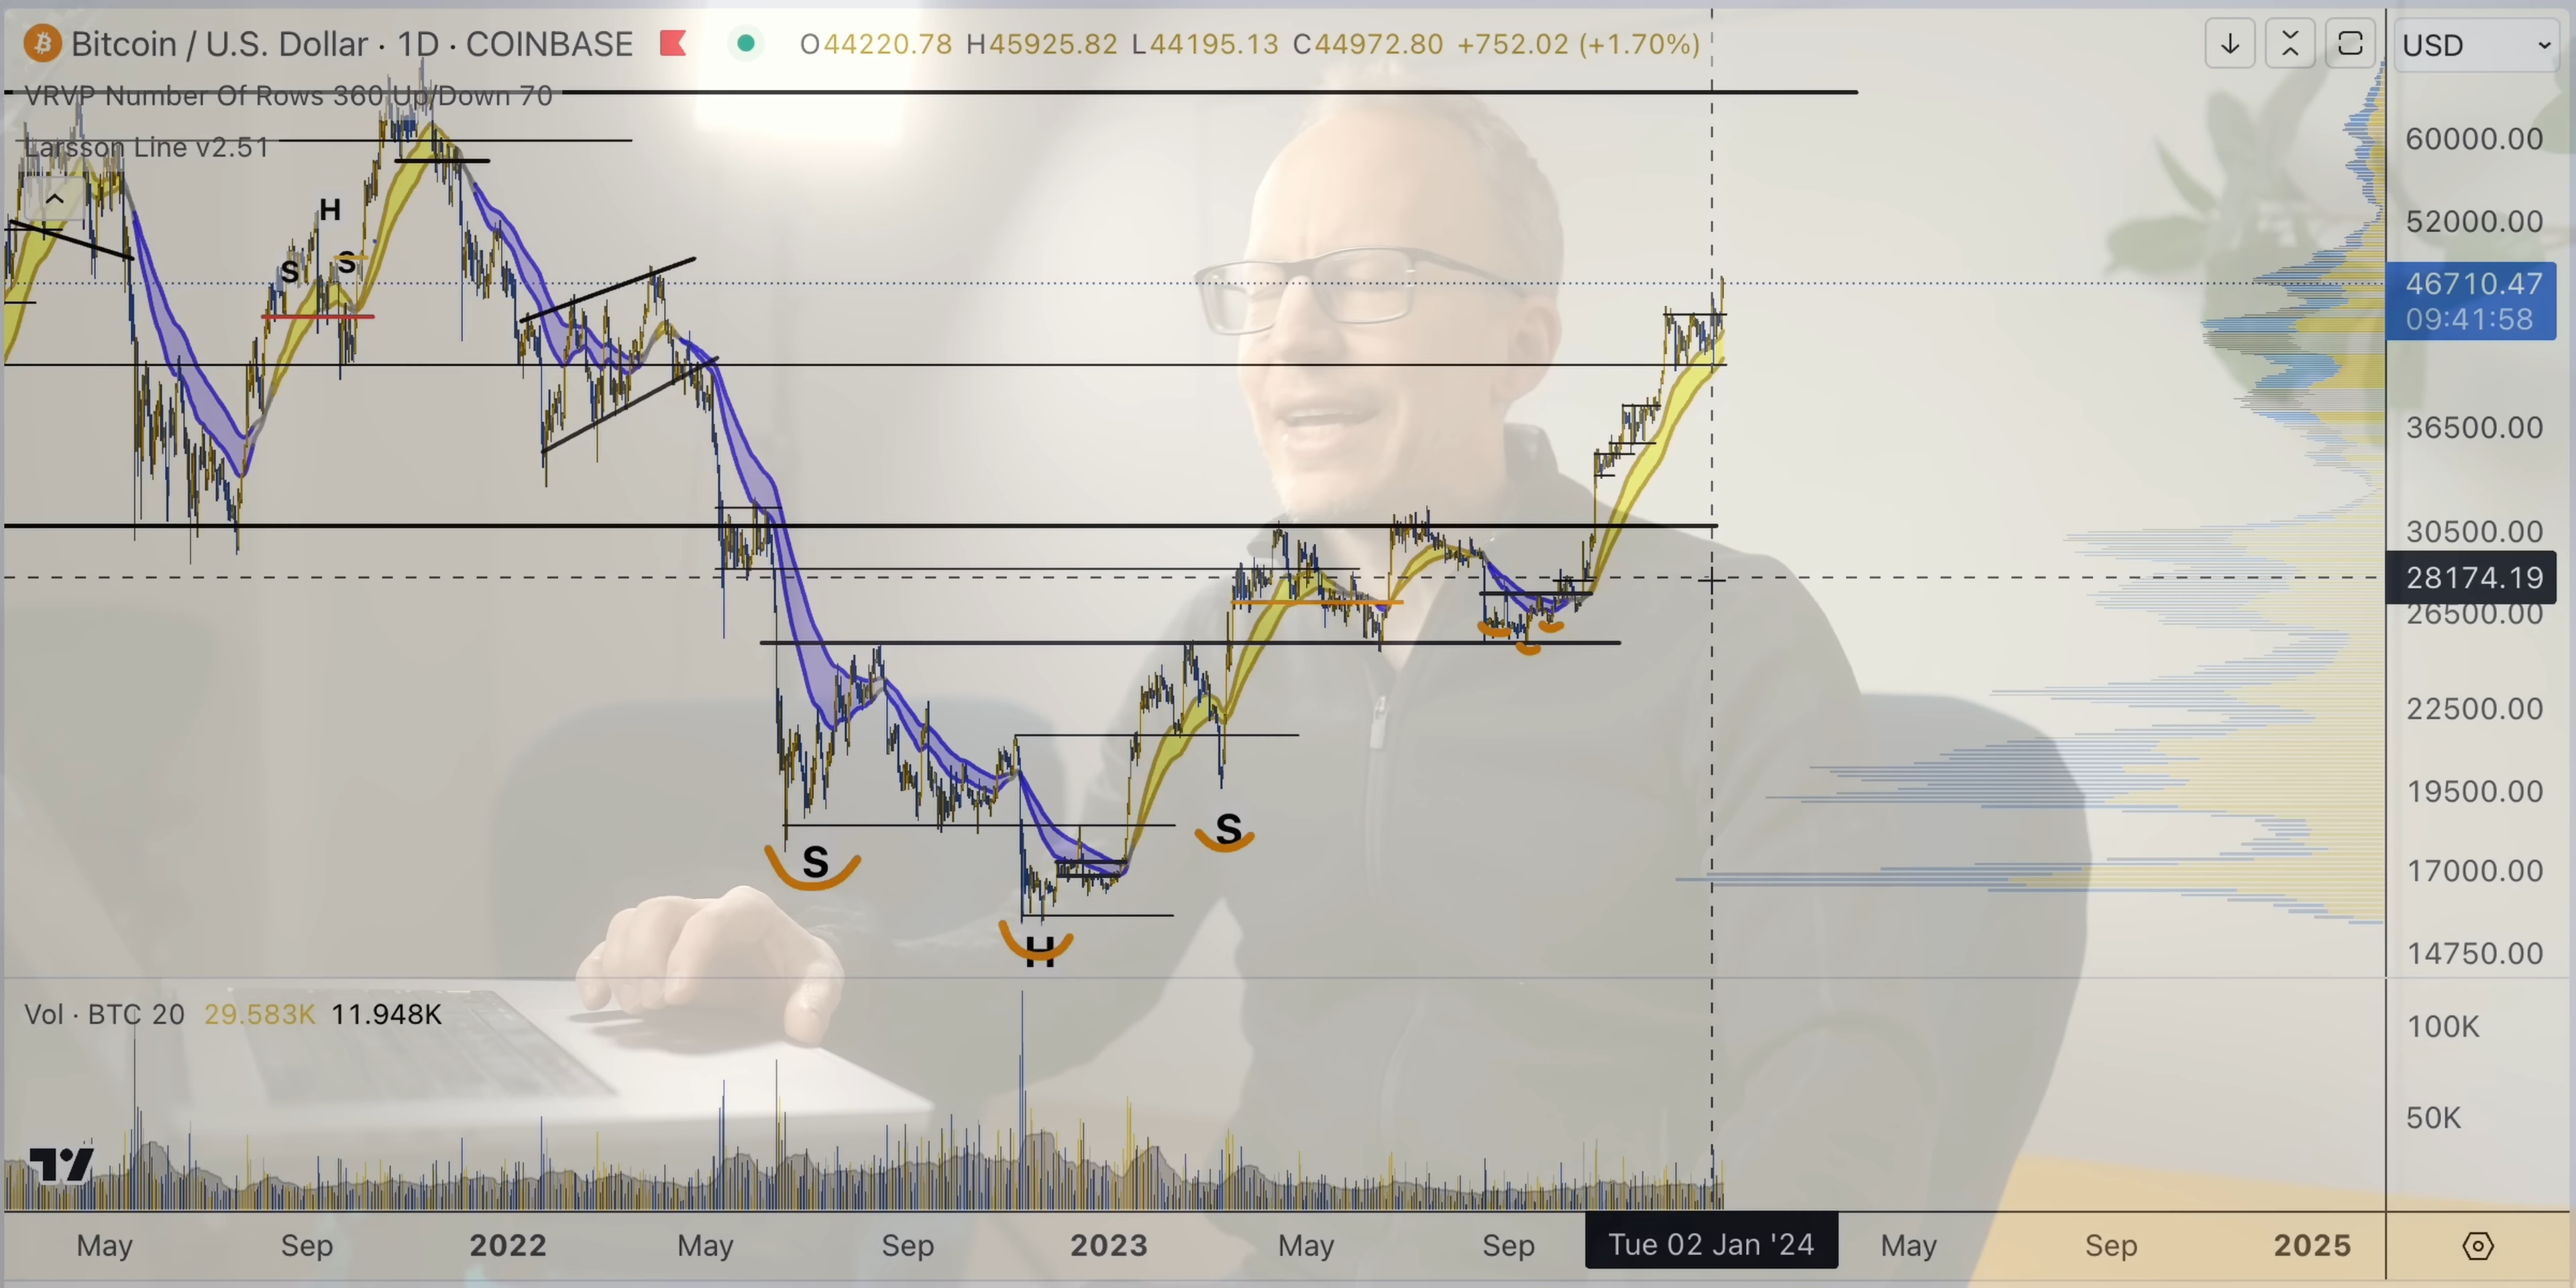 Bitcoin / U.S. Dollar · 1D · COINBASE O44220.78 H45925.82 L44195.13 C44972.80 +752.02 (+1.70%) USD
VRVP Number Of Rows 360 Up/Down 70
Larsson Line v2.51
60000.00
H
52000.00
S S
46710.47
09:41:58
36500.00
30500.00
28174.19
26500.00
22500.00
19500.00
S
S
17000.00
H
14750.00
Vol · BTC 20 29.583K 11.948K
100K
50K
May Sep 2022 May Sep 2023 May Sep Tue 02 Jan '24 May Sep 2025